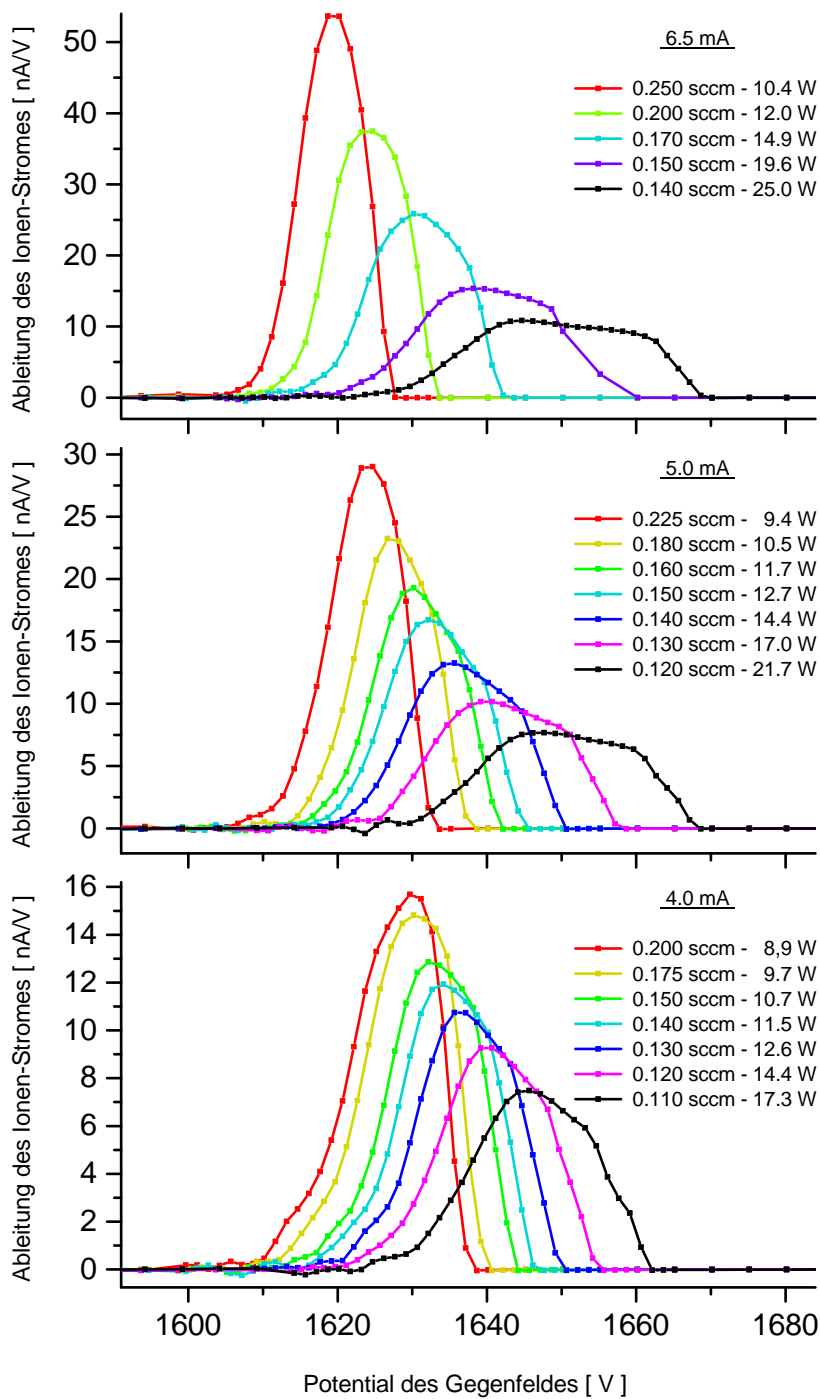 Ableitung des Ionen-Stromes [ nA/V ]
50
40
30
20
10
0
6.5 mA
0.250 sccm - 10.4 W
0.200 sccm - 12.0 W
0.170 sccm - 14.9 W
0.150 sccm - 19.6 W
0.140 sccm - 25.0 W
Ableitung des Ionen-Stromes [ nA/V ]
30
25
20
15
10
5
0
5.0 mA
0.225 sccm - 9.4 W
0.180 sccm - 10.5 W
0.160 sccm - 11.7 W
0.150 sccm - 12.7 W
0.140 sccm - 14.4 W
0.130 sccm - 17.0 W
0.120 sccm - 21.7 W
Ableitung des Ionen-Stromes [ nA/V ]
16
14
12
10
8
6
4
2
0
4.0 mA
0.200 sccm - 8,9 W
0.175 sccm - 9.7 W
0.150 sccm - 10.7 W
0.140 sccm - 11.5 W
0.130 sccm - 12.6 W
0.120 sccm - 14.4 W
0.110 sccm - 17.3 W
1600 1620 1640 1660 1680
Potential des Gegenfeldes [ V ]